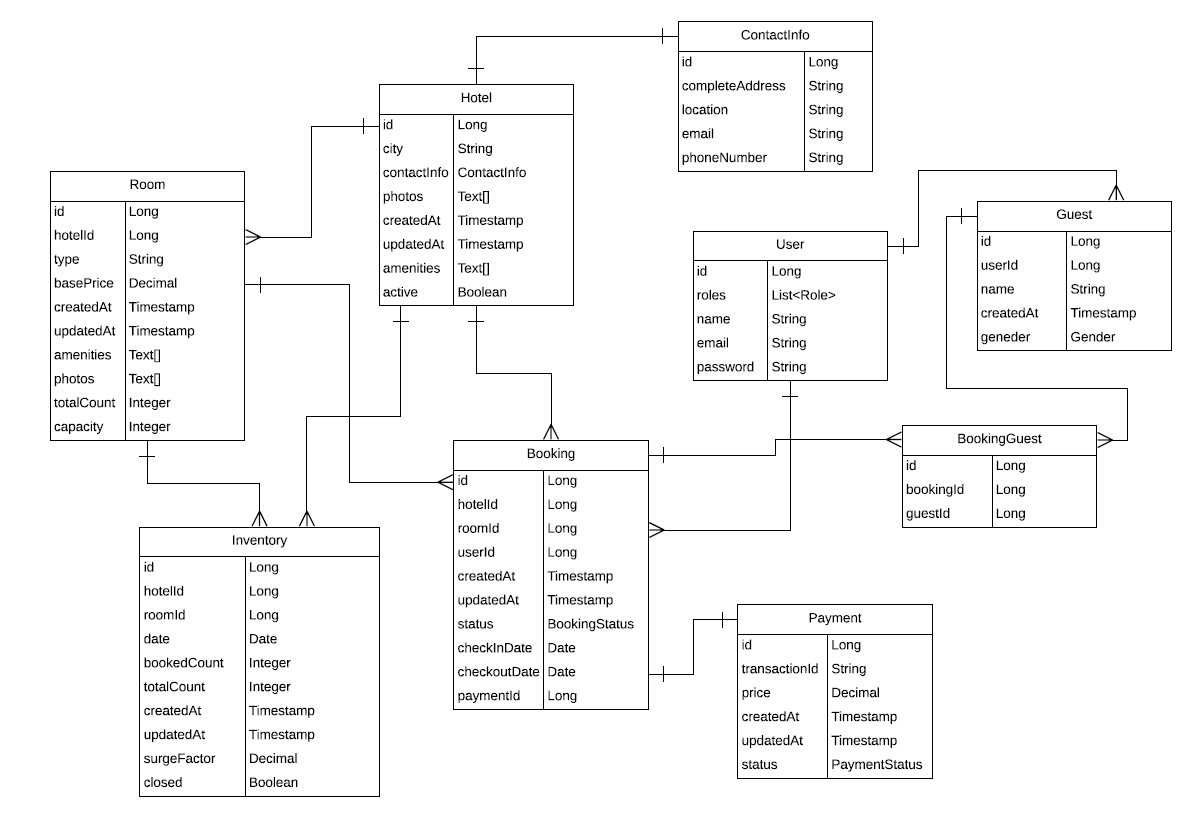 ContactInfo
id Long
completeAddress String
location String
email String
phoneNumber String
Hotel
id Long
city String
contactInfo ContactInfo
photos Text[]
createdAt Timestamp
updatedAt Timestamp
amenities Text[]
active Boolean
Room
id Long
hotelId Long
type String
basePrice Decimal
createdAt Timestamp
updatedAt Timestamp
amenities Text[]
photos Text[]
totalCount Integer
capacity Integer
User
id Long
roles List<Role>
name String
email String
password String
Guest
id Long
userId Long
name String
createdAt Timestamp
geneder Gender
Booking
id Long
hotelId Long
roomId Long
userId Long
createdAt Timestamp
updatedAt Timestamp
status BookingStatus
checkInDate Date
checkoutDate Date
paymentId Long
BookingGuest
id Long
bookingId Long
guestId Long
Inventory
id Long
hotelId Long
roomId Long
date Date
bookedCount Integer
totalCount Integer
createdAt Timestamp
updatedAt Timestamp
surgeFactor Decimal
closed Boolean
Payment
id Long
transactionId String
price Decimal
createdAt Timestamp
updatedAt Timestamp
status PaymentStatus